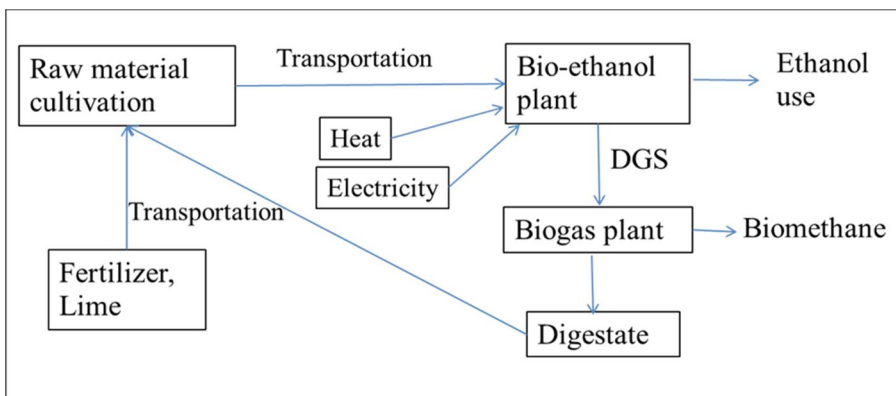 Raw material
cultivation
Transportation
Bio-ethanol
plant
Ethanol
use
Heat
Electricity
DGS
Transportation
Biogas plant
Biomethane
Fertilizer,
Lime
Digestate